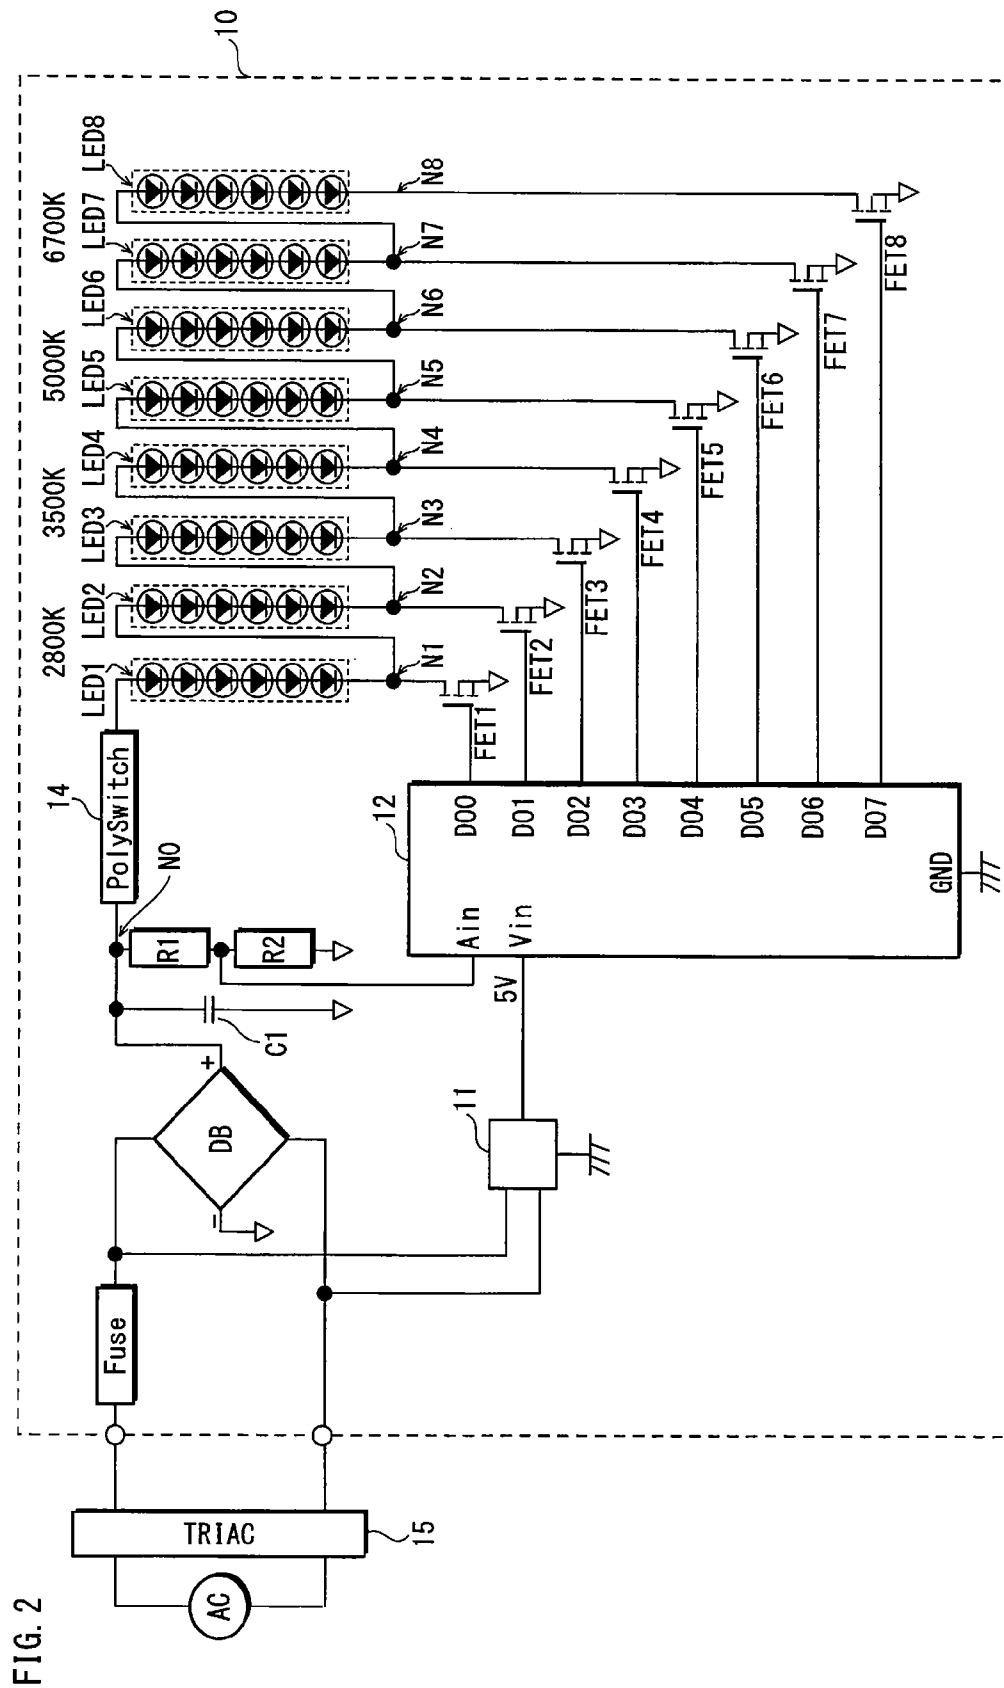 FIG. 2
10
2800K
3500K
5000K
6700K
LED1
LED2
LED3
LED4
LED5
LED6
LED7
LED8
14
PolySwitch
N0
R1
R2
C1
+
DB
−
Fuse
TRIAC
15
AC
11
5V
12
Ain
Vin
GND
DO0
DO1
DO2
DO3
DO4
DO5
DO6
DO7
N1
N2
N3
N4
N5
N6
N7
N8
FET1
FET2
FET3
FET4
FET5
FET6
FET7
FET8